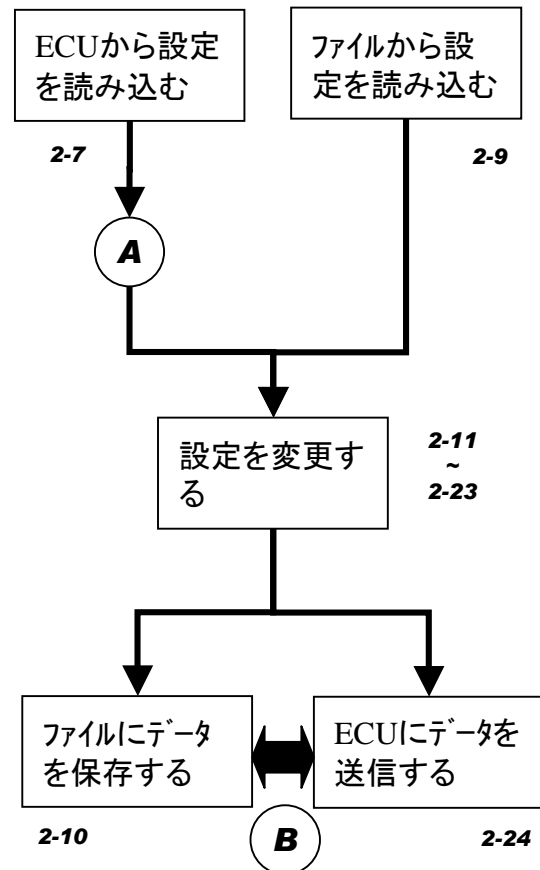 ECUから設定
を読み込む
ファイルから設
定を読み込む
2-7
2-9
A
設定を変更す
る
2-11
~
2-23
ファイルにデータ
を保存する
ECUにデータを
送信する
2-10
B
2-24